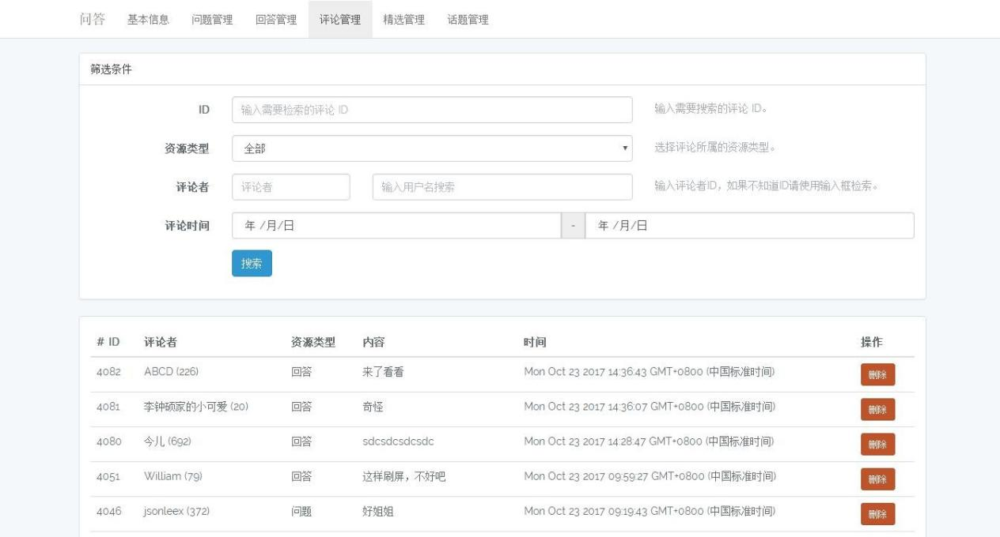 问答 基本信息 问题管理 回答管理 评论管理 精选管理 话题管理
筛选条件
ID 输入需要检索的评论 ID 输入需要搜索的评论 ID。
资源类型 全部 选择评论所属的资源类型。
评论者 评论者 输入用户名搜索 输入评论者ID，如果不知道ID请使用输入框检索。
评论时间 年 /月/日 - 年 /月/日
搜索
# ID 评论者 资源类型 内容 时间 操作
4082 ABCD (226) 回答 来了看看 Mon Oct 23 2017 14:36:43 GMT+0800 (中国标准时间) 删除
4081 李钟硕家的小可爱 (20) 回答 奇怪 Mon Oct 23 2017 14:36:07 GMT+0800 (中国标准时间) 删除
4080 今儿 (692) 回答 sdcsdcsdcsdc Mon Oct 23 2017 14:28:47 GMT+0800 (中国标准时间) 删除
4051 William (79) 回答 这样刷屏，不好吧 Mon Oct 23 2017 09:59:27 GMT+0800 (中国标准时间) 删除
4046 jsonleex (372) 问题 好姐姐 Mon Oct 23 2017 09:19:43 GMT+0800 (中国标准时间) 删除